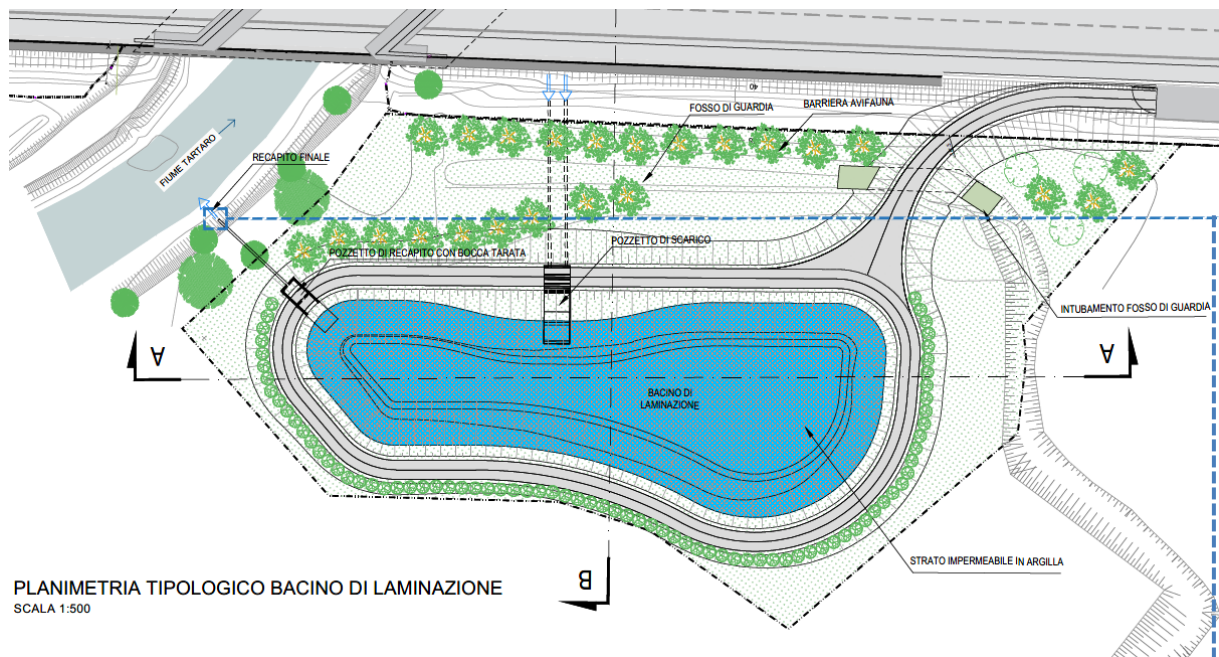 40
FOSSO DI GUARDIA
BARRIERA AVIFAUNA
FIUME TARTARO
RECAPITO FINALE
POZZETTO DI RECAPITO CON BOCCA TARATA
POZZETTO DI SCARICO
INTUBAMENTO FOSSO DI GUARDIA
A
A
BACINO DI
LAMINAZIONE
STRATO IMPERMEABILE IN ARGILLA
B
PLANIMETRIA TIPOLOGICO BACINO DI LAMINAZIONE
SCALA 1:500